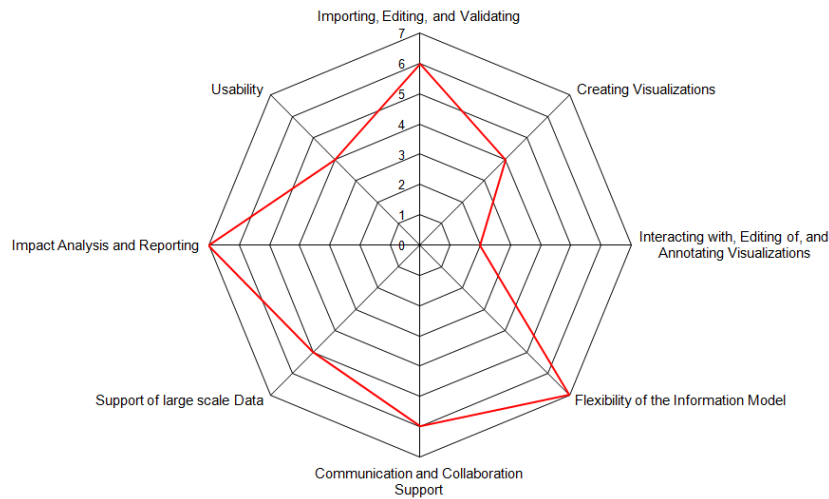 Importing, Editing, and Validating
7
6
Usability
Creating Visualizations
5
4
3
2
1
Impact Analysis and Reporting
0
Interacting with, Editing of, and
Annotating Visualizations
Support of large scale Data
Flexibility of the Information Model
Communication and Collaboration
Support